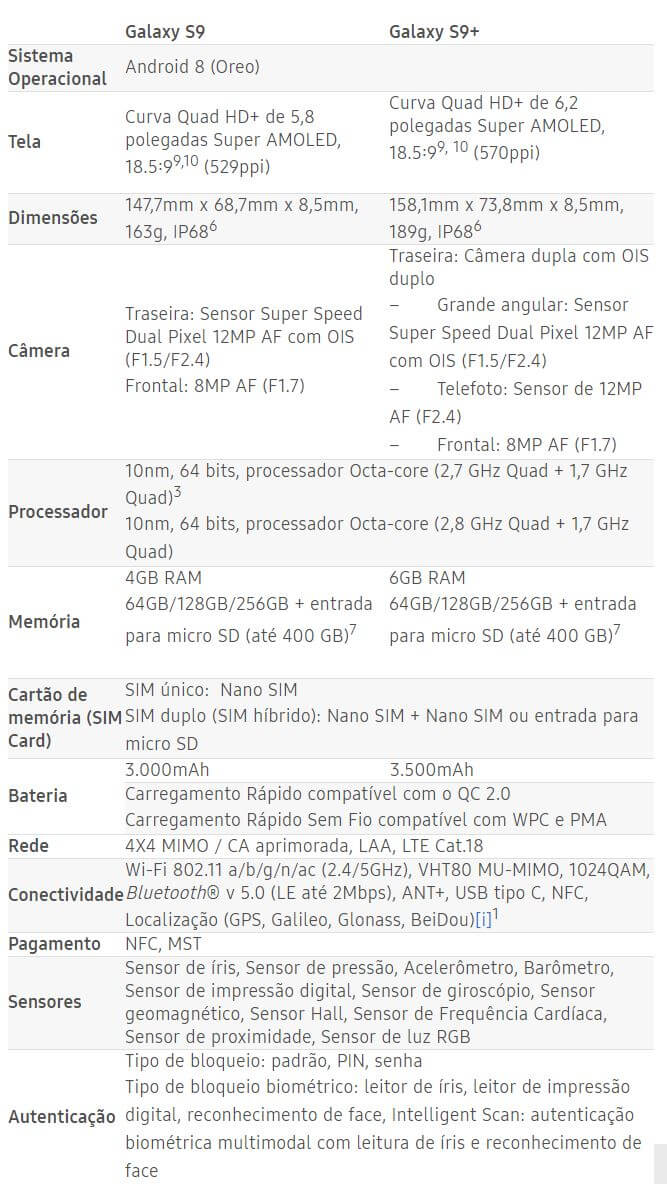 Galaxy S9 Galaxy S9+
Sistema
Operacional
Android 8 (Oreo)
Tela
Curva Quad HD+ de 5,8
polegadas Super AMOLED,
18.5:9⁹,¹⁰ (529ppi)
Curva Quad HD+ de 6,2
polegadas Super AMOLED,
18.5:9⁹, ¹⁰ (570ppi)
Dimensões
147,7mm x 68,7mm x 8,5mm,
163g, IP68⁶
158,1mm x 73,8mm x 8,5mm,
189g, IP68⁶
Câmera
Traseira: Sensor Super Speed
Dual Pixel 12MP AF com OIS
(F1.5/F2.4)
Frontal: 8MP AF (F1.7)
Traseira: Câmera dupla com OIS
duplo
– Grande angular: Sensor
Super Speed Dual Pixel 12MP AF
com OIS (F1.5/F2.4)
– Telefoto: Sensor de 12MP
AF (F2.4)
– Frontal: 8MP AF (F1.7)
Processador
10nm, 64 bits, processador Octa-core (2,7 GHz Quad + 1,7 GHz
Quad)³
10nm, 64 bits, processador Octa-core (2,8 GHz Quad + 1,7 GHz
Quad)
Memória
4GB RAM
64GB/128GB/256GB + entrada
para micro SD (até 400 GB)⁷
6GB RAM
64GB/128GB/256GB + entrada
para micro SD (até 400 GB)⁷
Cartão de
memória (SIM
Card)
SIM único: Nano SIM
SIM duplo (SIM híbrido): Nano SIM + Nano SIM ou entrada para
micro SD
Bateria
3.000mAh 3.500mAh
Carregamento Rápido compatível com o QC 2.0
Carregamento Rápido Sem Fio compatível com WPC e PMA
Rede
4X4 MIMO / CA aprimorada, LAA, LTE Cat.18
Conectividade
Wi-Fi 802.11 a/b/g/n/ac (2.4/5GHz), VHT80 MU-MIMO, 1024QAM,
Bluetooth® v 5.0 (LE até 2Mbps), ANT+, USB tipo C, NFC,
Localização (GPS, Galileo, Glonass, BeiDou)[i]¹
Pagamento
NFC, MST
Sensores
Sensor de íris, Sensor de pressão, Acelerômetro, Barômetro,
Sensor de impressão digital, Sensor de giroscópio, Sensor
geomagnético, Sensor Hall, Sensor de Frequência Cardíaca,
Sensor de proximidade, Sensor de luz RGB
Autenticação
Tipo de bloqueio: padrão, PIN, senha
Tipo de bloqueio biométrico: leitor de íris, leitor de impressão
digital, reconhecimento de face, Intelligent Scan: autenticação
biométrica multimodal com leitura de íris e reconhecimento de
face